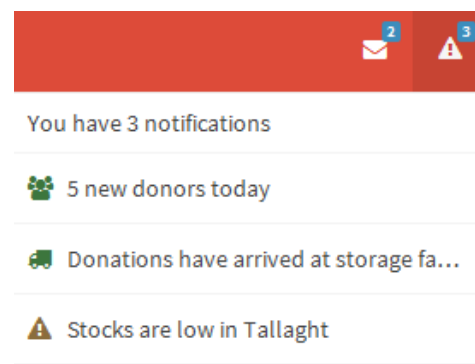 2
3
You have 3 notifications
5 new donors today
Donations have arrived at storage fa...
Stocks are low in Tallaght